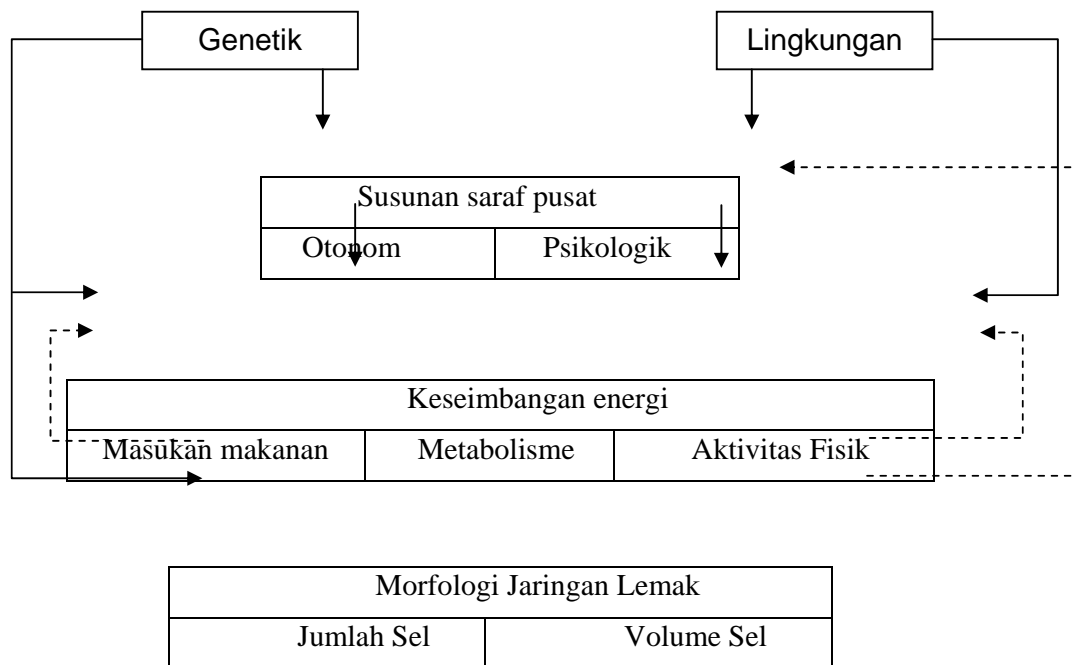 Genetik
Lingkungan
Susunan saraf pusat
Otonom
Psikologik
Keseimbangan energi
Masukan makanan
Metabolisme
Aktivitas Fisik
Morfologi Jaringan Lemak
Jumlah Sel
Volume Sel